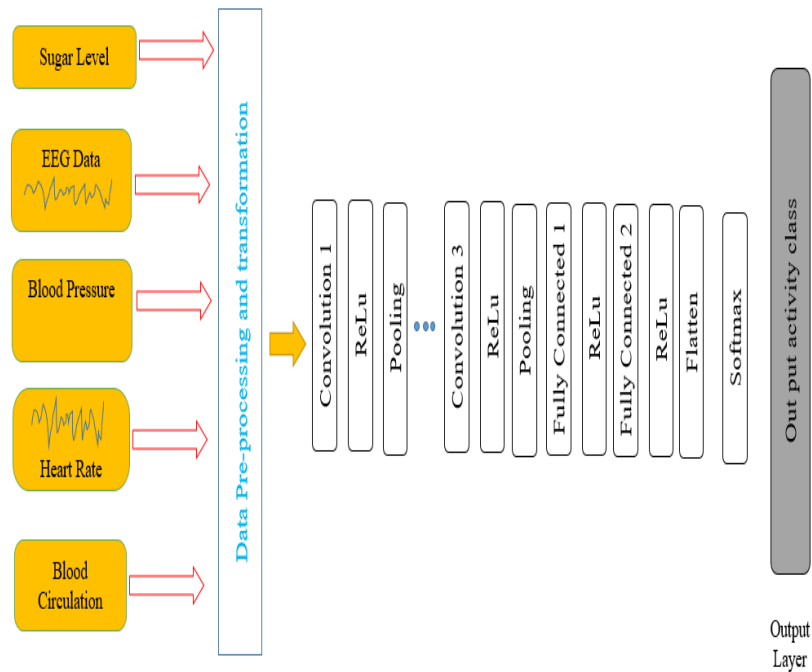 Sugar Level
EEG Data
Blood Pressure
Heart Rate
Blood
Circulation
Data Pre-processing and transformation
Convolution 1
ReLu
Pooling
Convolution 3
ReLu
Pooling
Fully Connected 1
ReLu
Fully Connected 2
ReLu
Flatten
Softmax
Out put activity class
Output
Layer